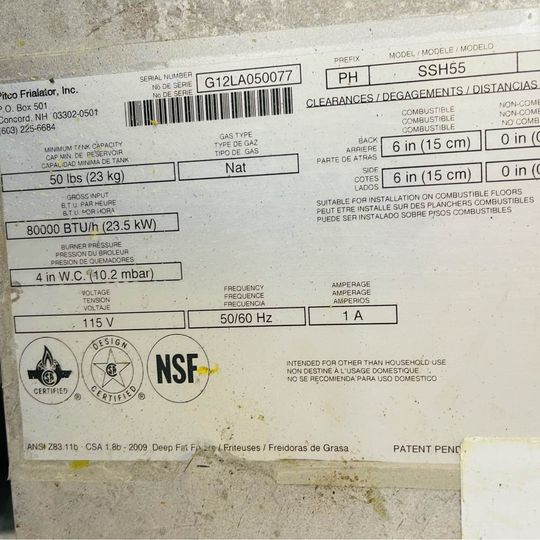 Pitco Frialator, Inc.
P.O. Box 501
Concord, NH 03302-0501
(603) 225-6684
SERIAL NUMBER
No DE SERIE
No DE SERIE
G12LA050077
PREFIX
PH
MODEL / MODELE / MODELO
SSH55
CLEARANCES / DEGAGEMENTS / DISTANCIAS
COMBUSTIBLE
COMBUSTIBLE
COMBUSTIBLE
NON-COMB
NON-COM
NO COMB
BACK
ARRIERE
PARTE DE ATRAS
6 in (15 cm)
0 in (
SIDE
COTES
LADOS
6 in (15 cm)
0 in (
SUITABLE FOR INSTALLATION ON COMBUSTIBLE FLOORS
PEUT ETRE INSTALLE SUR DES PLANCHERS COMBUSTIBLES
PUEDE SER INSTALADO SOBRE PISOS COMBUSTIBLES
MINIMUM TANK CAPACITY
CAP MIN. DE RESERVOIR
CAPACIDAD MINIMA DE TANK
50 lbs (23 kg)
GAS TYPE
TYPE DE GAZ
TIPO DE GAS
Nat
GROSS INPUT
B.T.U. PAR HEURE
B.T.U. POR HORA
80000 BTU/h (23.5 kW)
BURNER PRESSURE
PRESSION DU BROLEUR
PRESION DE QUEMADORES
4 in W.C. (10.2 mbar)
VOLTAGE
TENSION
VOLTAJE
115 V
FREQUENCY
FREQUENCE
FRECUENCIA
50/60 Hz
AMPERAGE
AMPERAGE
AMPERIOS
1 A
CERTIFIED
DESIGN
CERTIFIED
NSF
INTENDED FOR OTHER THAN HOUSEHOLD USE
NON DESTINÉ À L'USAGE DOMESTIQUE.
NO SE RECOMIENDA PARA USO DOMESTICO
ANSI Z83.11b - CSA 1.8b - 2009 Deep Fat Fryers / Friteuses / Freidoras de Grasa
PATENT PEND